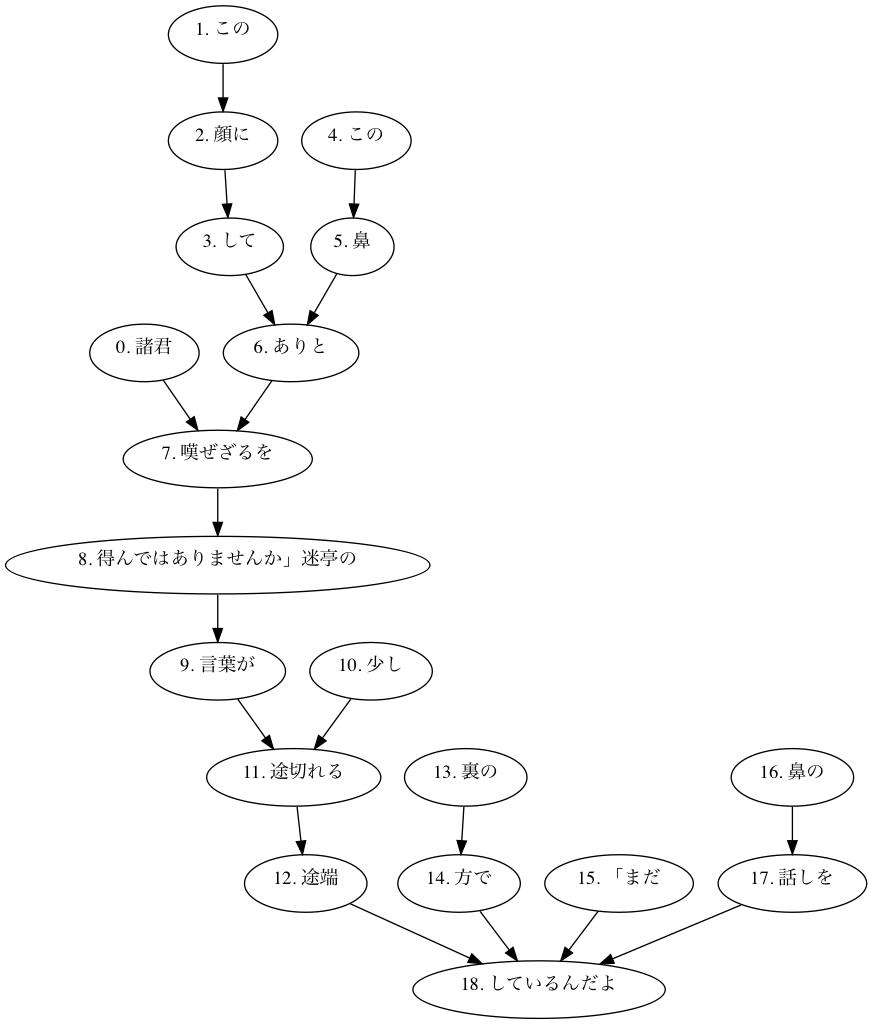 0. 諸君
1. この
2. 顔に
3. して
4. この
5. 鼻
6. ありと
7. 嘆ぜざるを
8. 得んではありませんか」迷亭の
9. 言葉が
10. 少し
11. 途切れる
12. 途端
13. 裏の
14. 方で
15. 「まだ
16. 鼻の
17. 話しを
18. しているんだよ